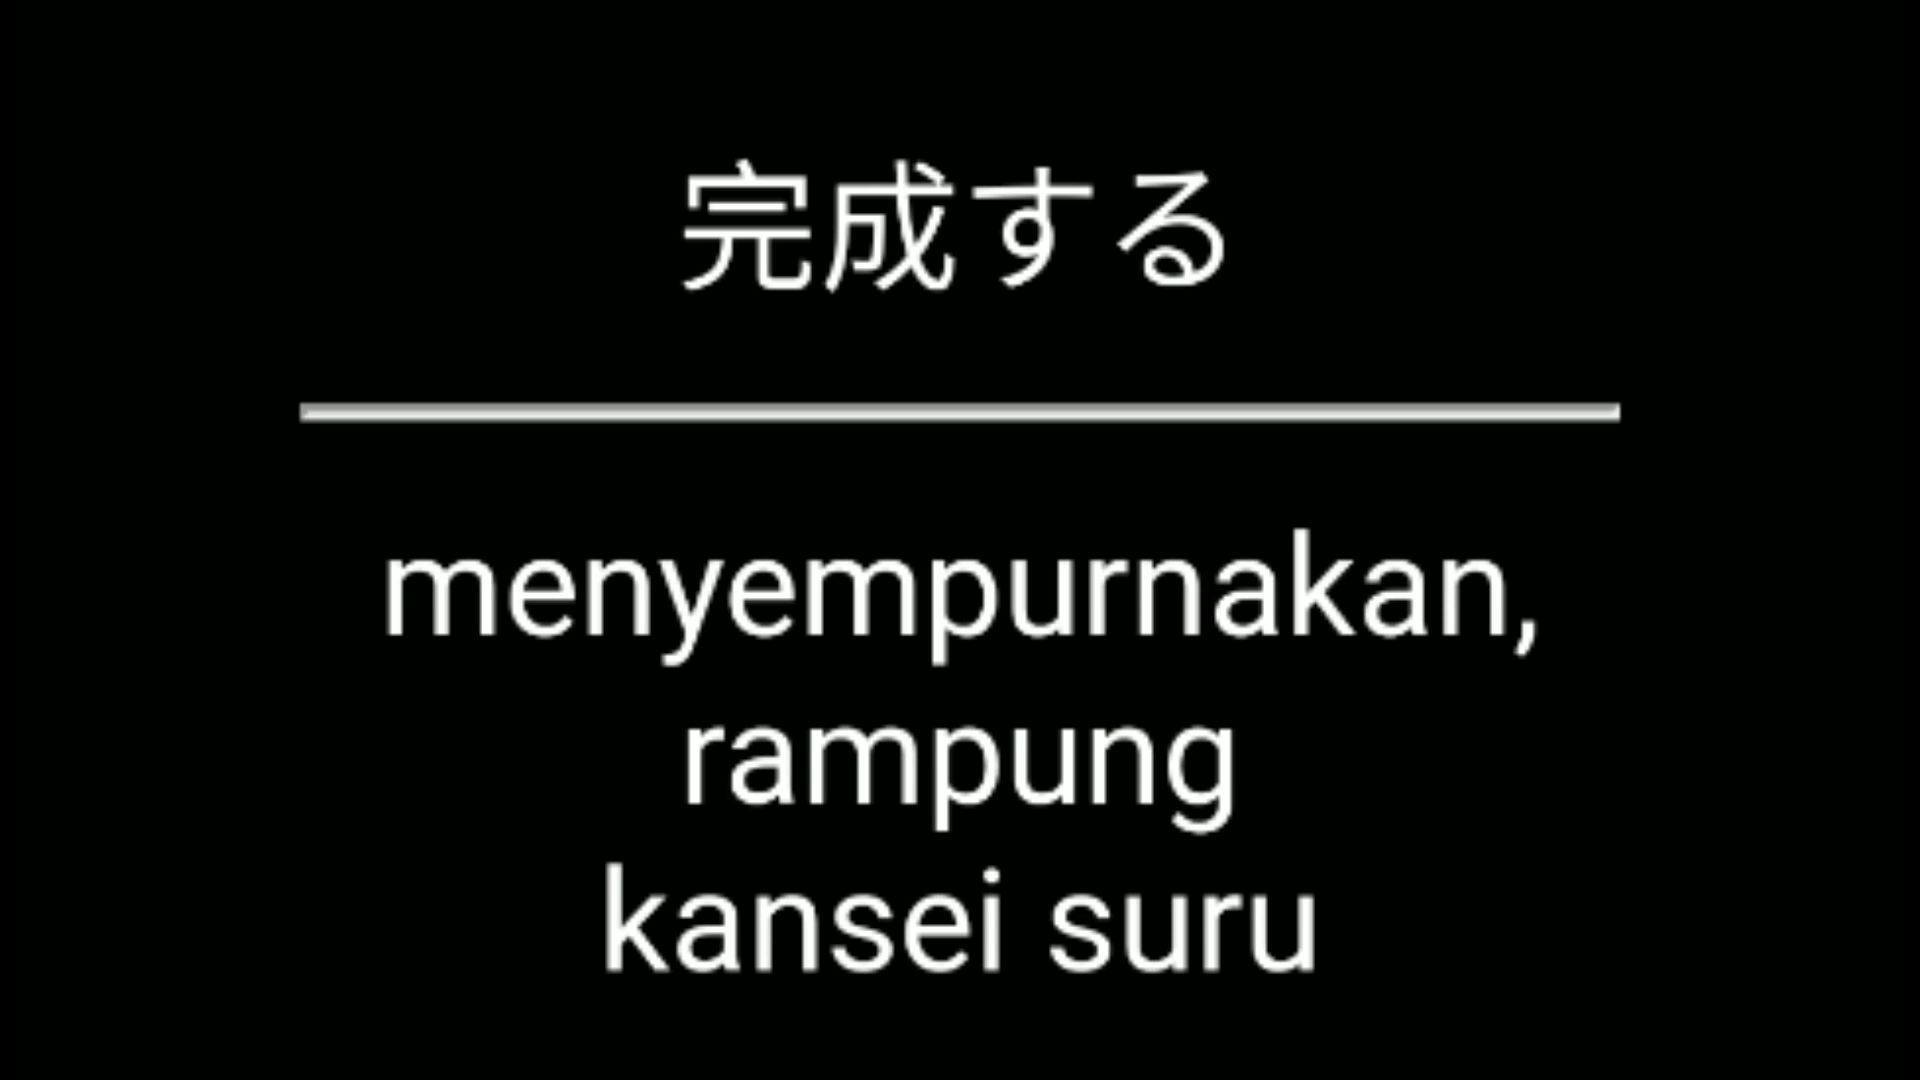 完成する
menyempurnakan,
rampung
kansei suru